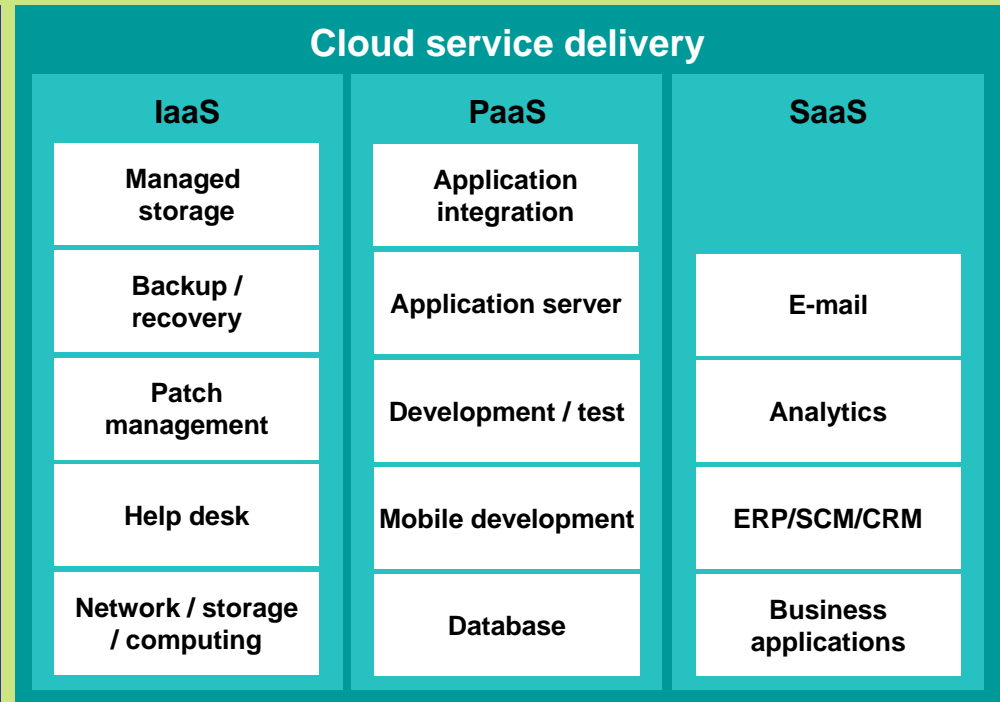 Cloud service delivery
IaaS
Managed
storage
Backup /
recovery
Patch
management
Help desk
Network / storage
/ computing
PaaS
Application
integration
Application server
Development / test
Mobile development
Database
SaaS
E-mail
Analytics
ERP/SCM/CRM
Business
applications